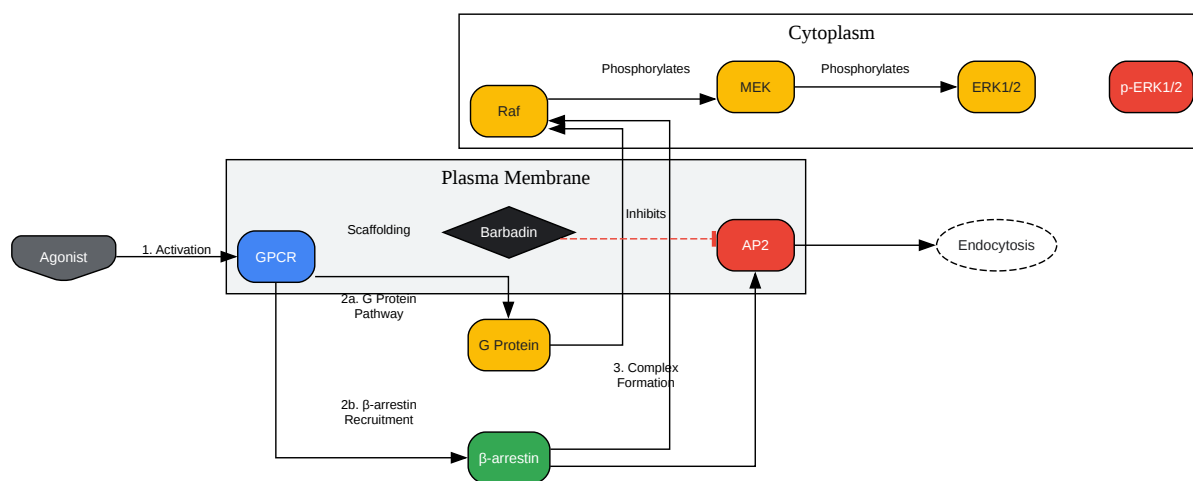 Cytoplasm
Phosphorylates
Phosphorylates
MEK
ERK1/2
p-ERK1/2
Raf
Plasma Membrane
Inhibits
Scaffolding
Barbadin
AP2
Endocytosis
Agonist
1. Activation
GPCR
2a. G Protein
Pathway
G Protein
3. Complex
Formation
2b. β-arrestin
Recruitment
β-arrestin